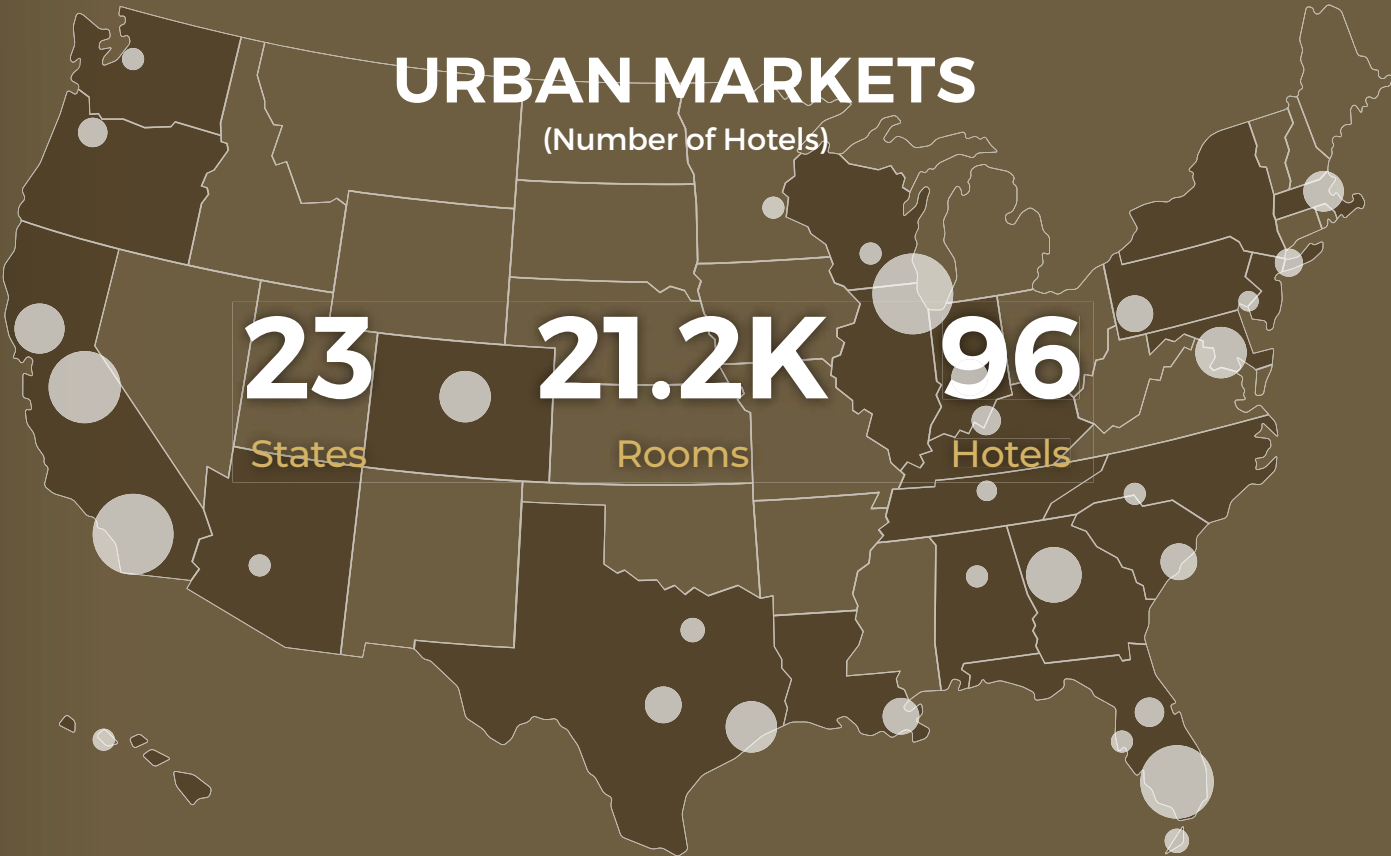 URBAN MARKETS
(Number of Hotels)
23
States
21.2K
Rooms
96
Hotels